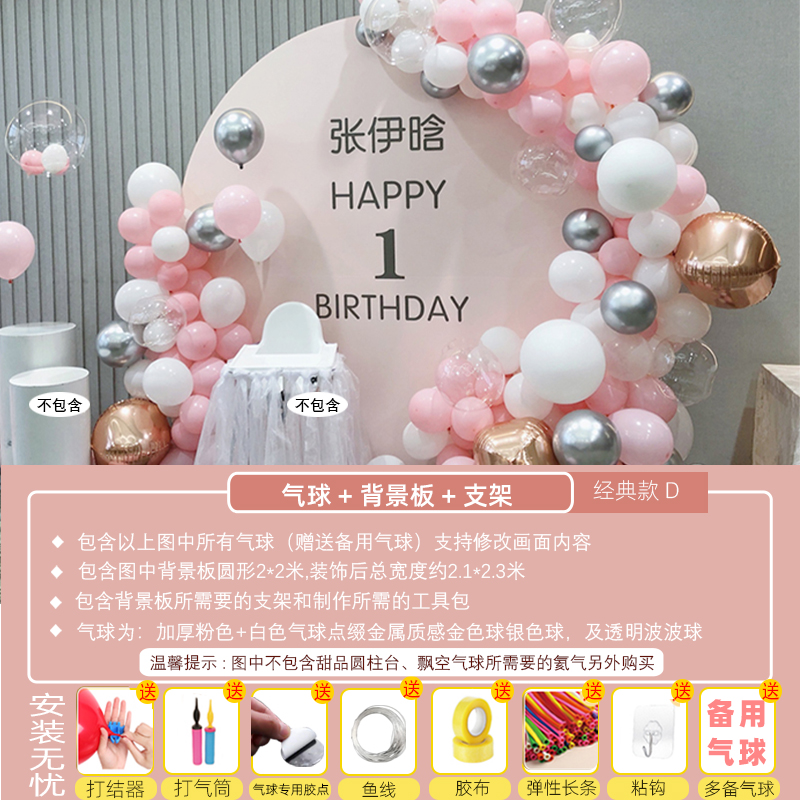 张伊晗
HAPPY
1
BIRTHDAY
不包含
不包含
气球+背景板+支架
经典款 D
◆ 包含以上图中所有气球（赠送备用气球）支持修改画面内容
◆ 包含图中背景板圆形2*2米,装饰后总宽度约2.1*2.3米
◆ 包含背景板所需要的支架和制作所需的工具包
◆ 气球为：加厚粉色+白色气球点缀金属质感金色球银色球，及透明波波球
温馨提示:图中不包含甜品圆柱台、飘空气球所需要的氦气另外购买
安装无忧
送 送 送 送 送 送 送 送
备用
气球
打结器 打气筒 气球专用胶点 鱼线 胶布 弹性长条 粘钩 多备气球